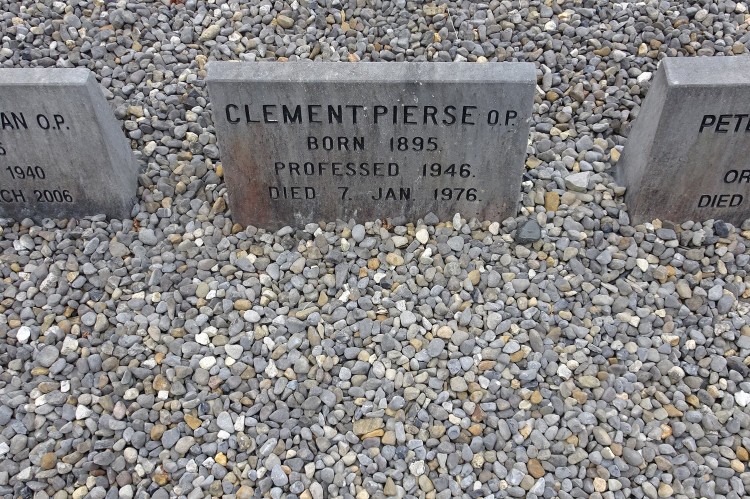 AN O.P.
1940
CH 2006
CLEMENT PIERSE O.P.
BORN 1895.
PROFESSED 1946.
DIED 7. JAN. 1976.
PET
OR
DIED